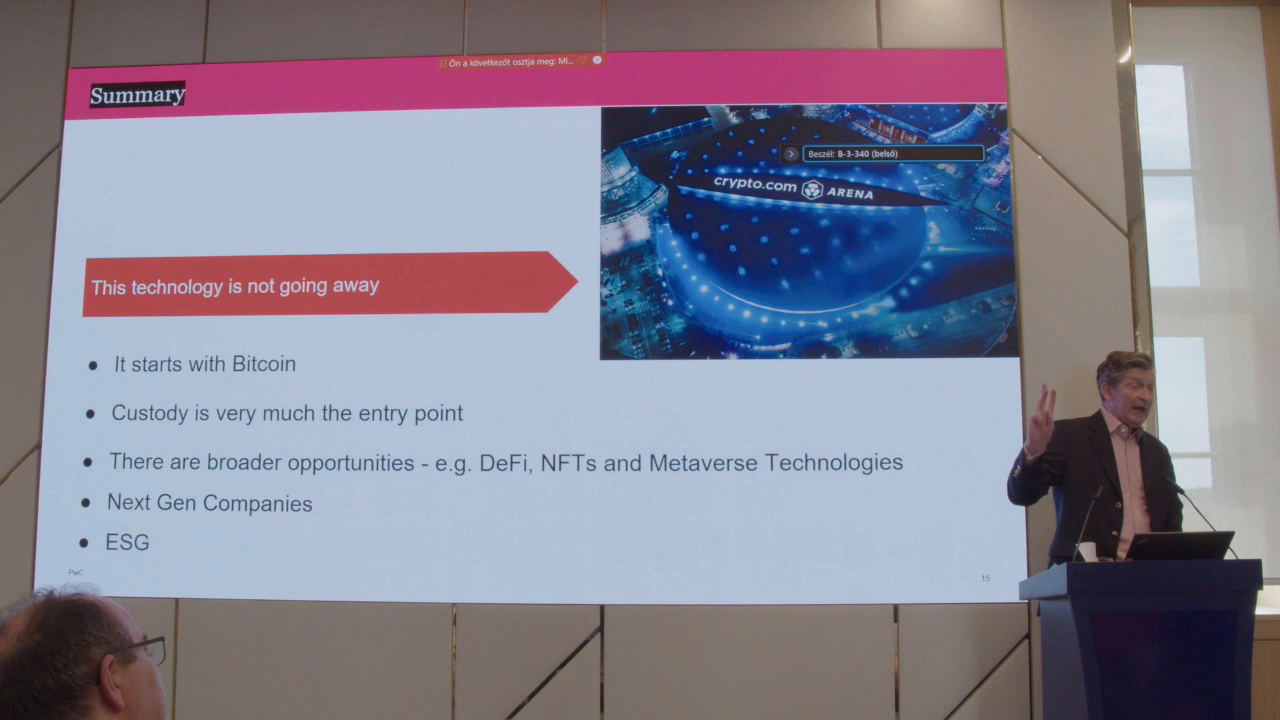 Ön a következőt osztja meg: Mi...
Summary
Beszél: B-3-340 (belső)
crypto.com ARENA
This technology is not going away
● It starts with Bitcoin
● Custody is very much the entry point
● There are broader opportunities - e.g. DeFi, NFTs and Metaverse Technologies
● Next Gen Companies
● ESG
PwC
15